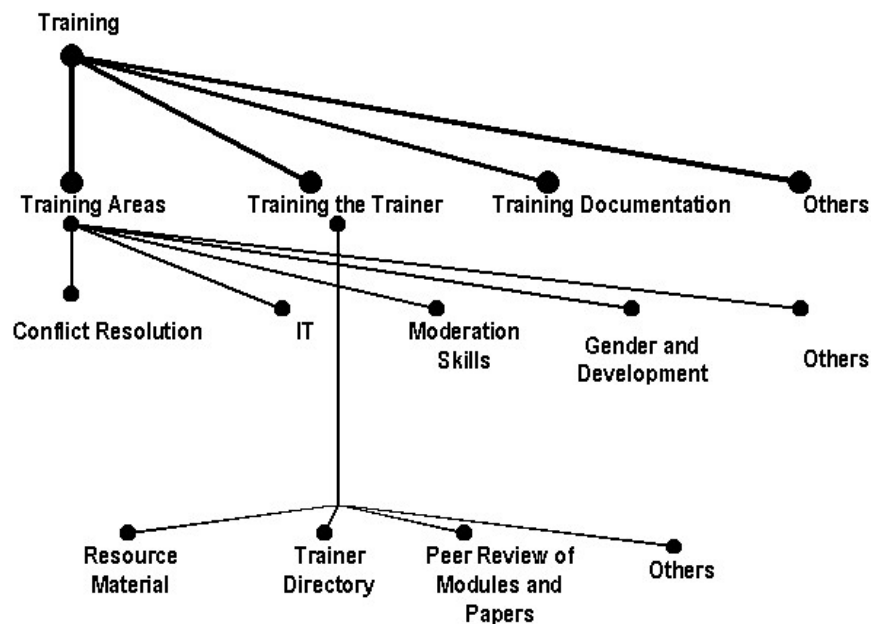 Training
Training Areas
Training the Trainer
Training Documentation
Others
Conflict Resolution
IT
Moderation
Skills
Gender and
Development
Others
Resource
Material
Trainer
Directory
Peer Review of
Modules and
Papers
Others